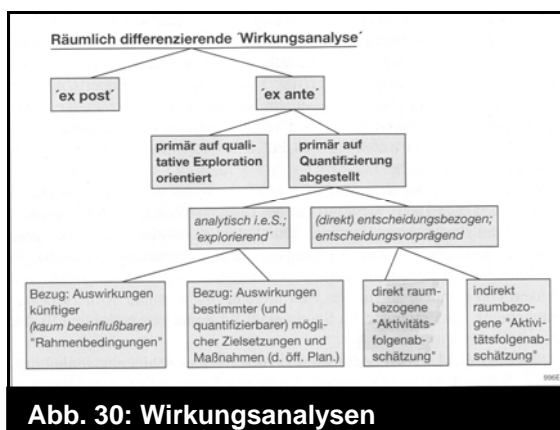 Räumlich differenzierende ´Wirkungsanalyse´
´ex post´
´ex ante´
primär auf quali-
tative Exploration
orientiert
primär auf
Quantifizierung
abgestellt
analytisch i.e.S.;
´explorierend´
(direkt) entscheidungsbezogen;
entscheidungsvorprägend
Bezug: Auswirkungen
künftiger
(kaum beeinflußbarer)
"Rahmenbedingungen"
Bezug: Auswirkungen
bestimmter (und
quantifizierbarer) mögli-
cher Zielsetzungen und
Maßnahmen (d. öff. Plan.)
direkt raum-
bezogene
"Aktivitäts-
folgenab-
schätzung"
indirekt
raumbezo-
gene "Aktivi-
tätsfolgenab-
schätzung"
Abb. 30: Wirkungsanalysen